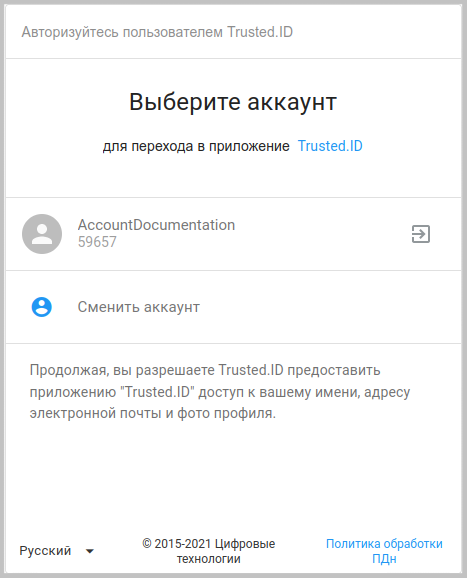 Авторизуйтесь пользователем Trusted.ID
Выберите аккаунт
для перехода в приложение Trusted.ID
AccountDocumentation
59657
Сменить аккаунт
Продолжая, вы разрешаете Trusted.ID предоставить
приложению "Trusted.ID" доступ к вашему имени, адресу
электронной почты и фото профиля.
Русский
© 2015-2021 Цифровые
технологии
Политика обработки
ПДн